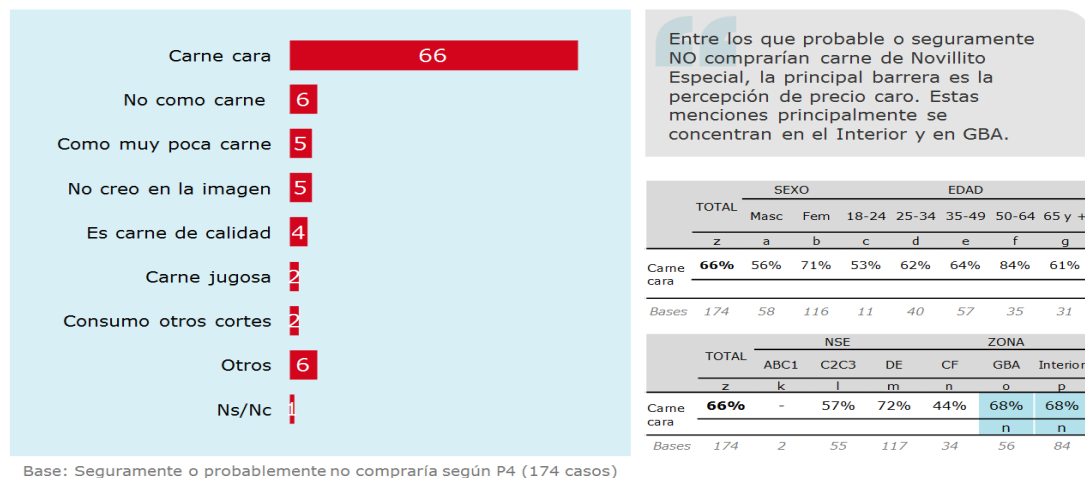 Carne cara 66
No como carne 6
Como muy poca carne 5
No creo en la imagen 5
Es carne de calidad 4
Carne jugosa 2
Consumo otros cortes 2
Otros 6
Ns/Nc 1
Base: Seguramente o probablemente no compraría según P4 (174 casos)
Entre los que probable o seguramente
NO comprarían carne de Novillito
Especial, la principal barrera es la
percepción de precio caro. Estas
menciones principalmente se
concentran en el Interior y en GBA.
SEXO EDAD
TOTAL Masc Fem 18-24 25-34 35-49 50-64 65 y +
z a b c d e f g
Carne cara 66% 56% 71% 53% 62% 64% 84% 61%
Bases 174 58 116 11 40 57 35 31
NSE ZONA
TOTAL ABC1 C2C3 DE CF GBA Interior
z k l m n o p
Carne cara 66% - 57% 72% 44% 68% 68%
n n
Bases 174 2 55 117 34 56 84